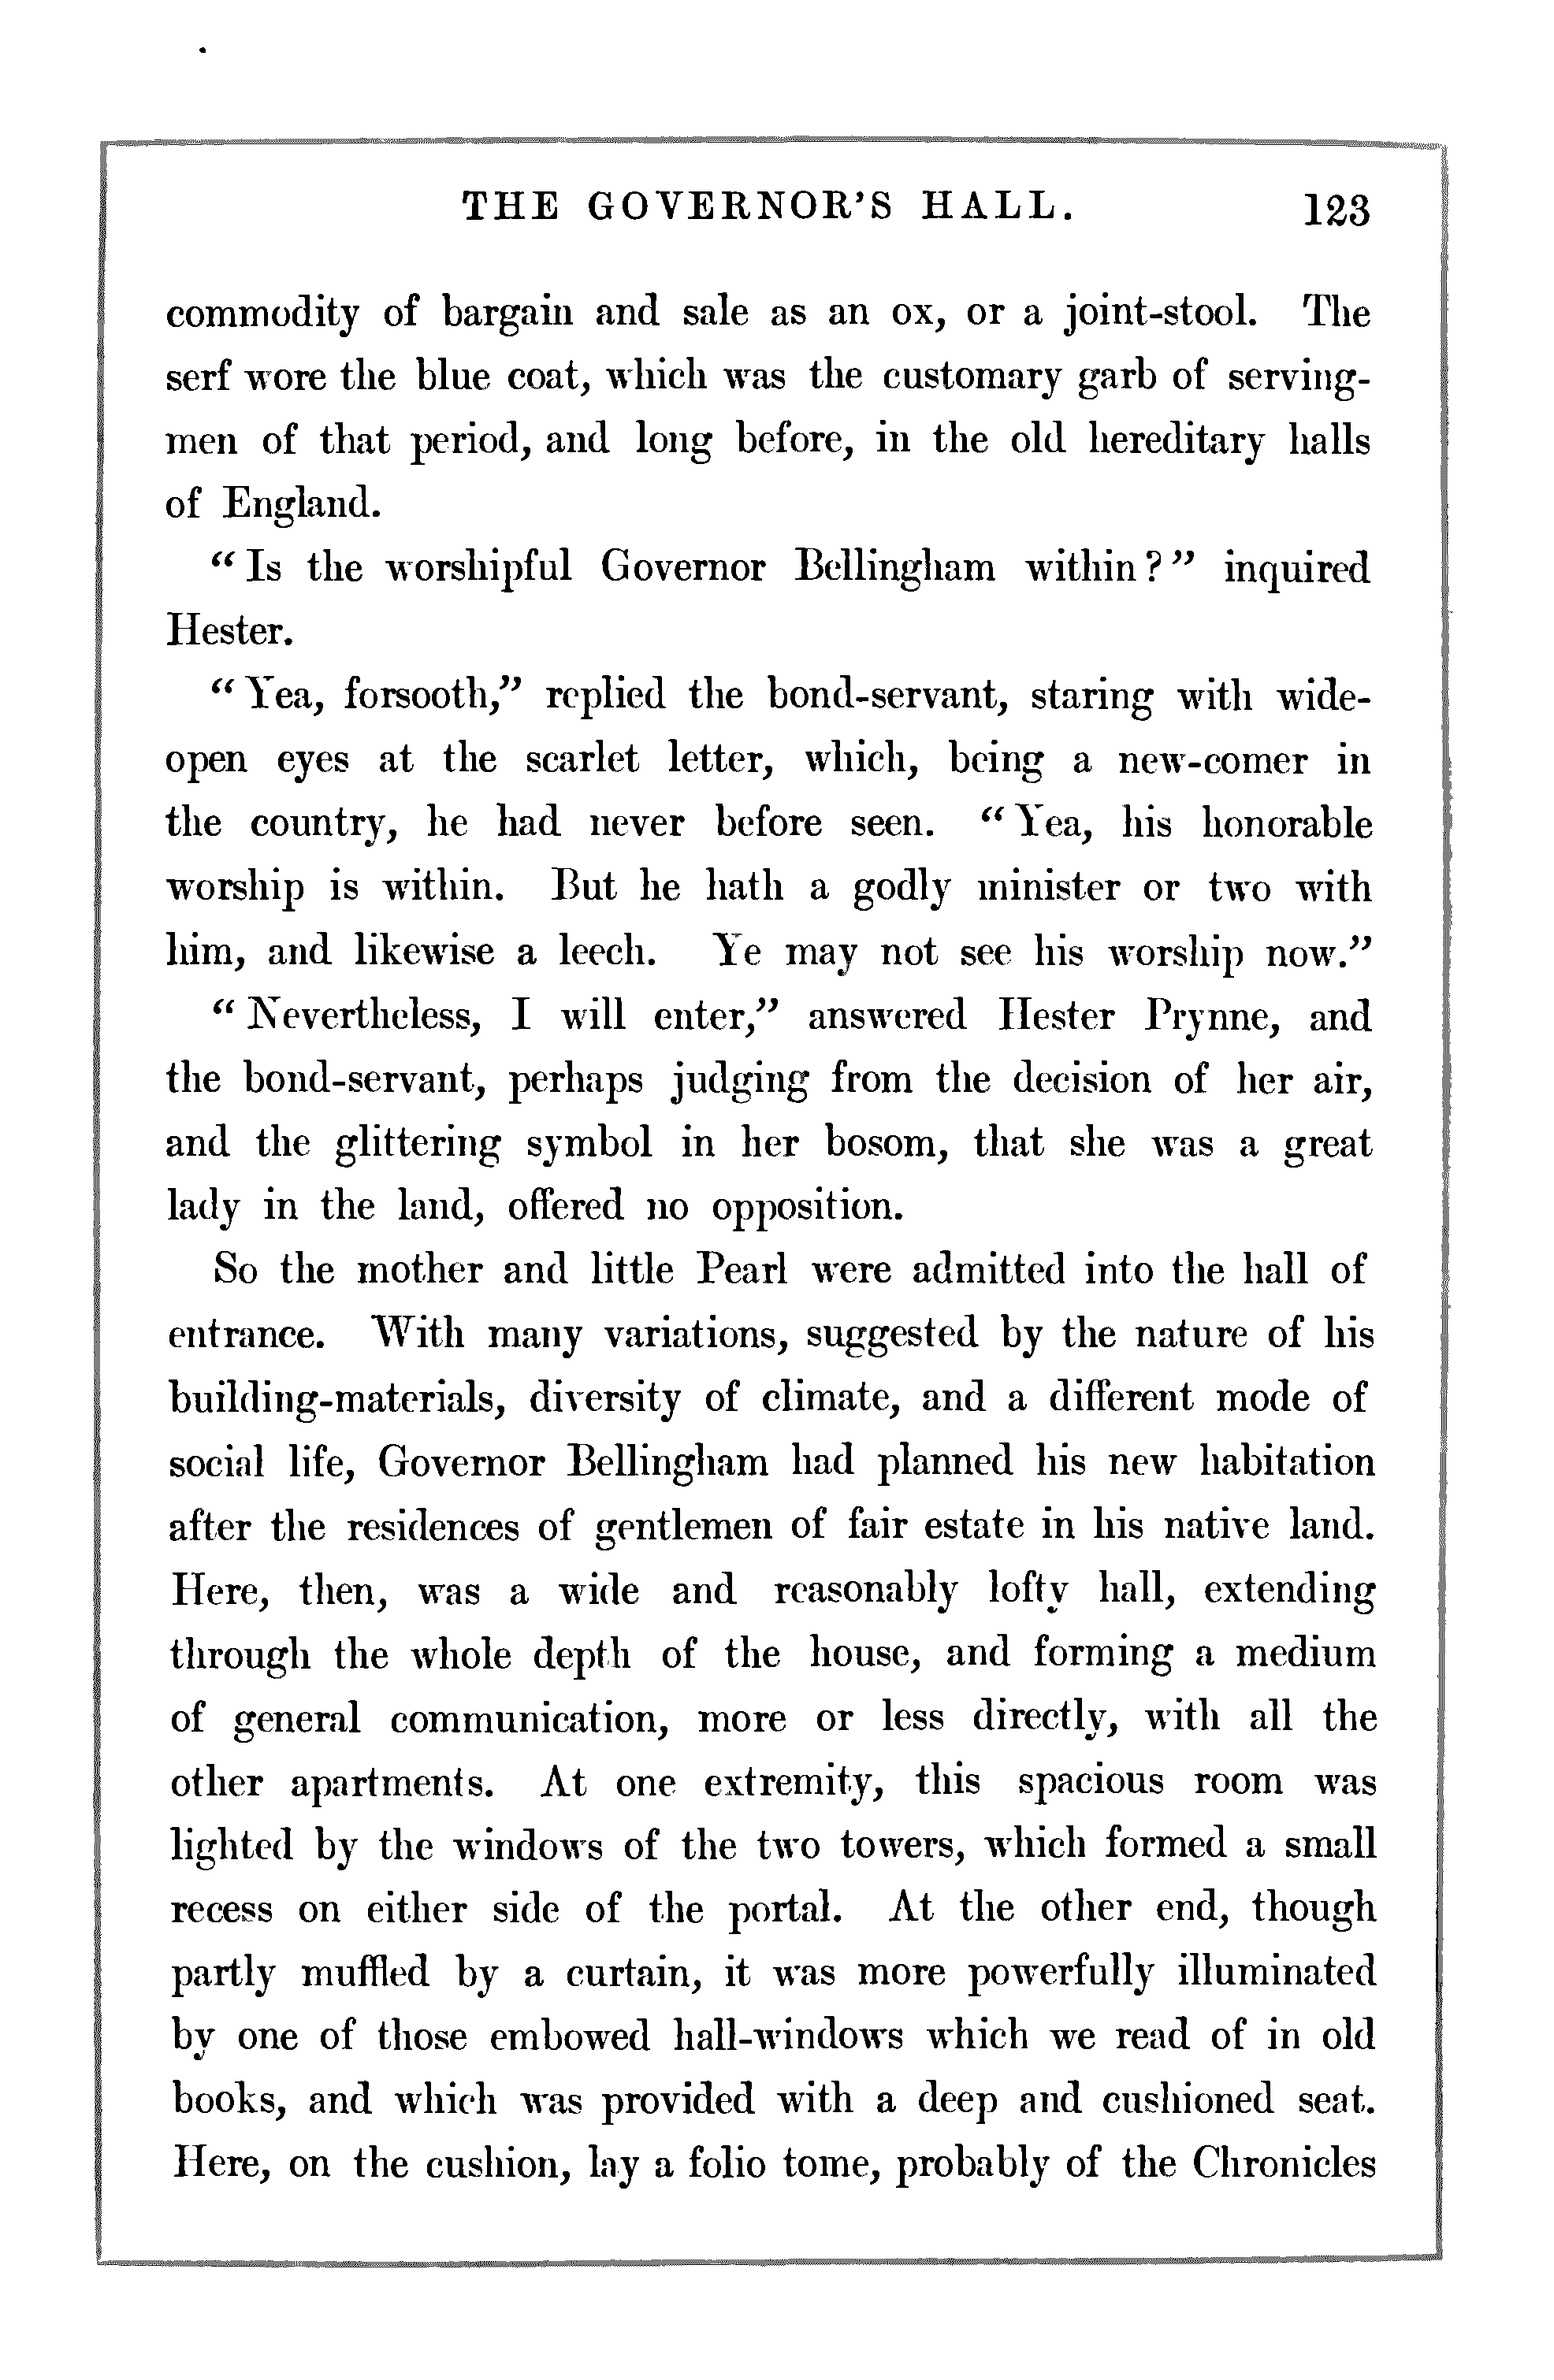 THE GOVERNOR'S HALL. 123
commodity of bargain and sale as an ox, or a joint-stool. The
serf wore the blue coat, which was the customary garb of serving-
men of that period, and long before, in the old hereditary halls
of England.
“Is the worshipful Governor Bellingham within?” inquired
Hester.
“Yea, forsooth,” replied the bond-servant, staring with wide-
open eyes at the scarlet letter, which, being a new-comer in
the country, he had never before seen. “Yea, his honorable
worship is within. But he hath a godly minister or two with
him, and likewise a leech. Ye may not see his worship now.”
“Nevertheless, I will enter,” answered Hester Prynne, and
the bond-servant, perhaps judging from the decision of her air,
and the glittering symbol in her bosom, that she was a great
lady in the land, offered no opposition.
So the mother and little Pearl were admitted into the hall of
entrance. With many variations, suggested by the nature of his
building-materials, diversity of climate, and a different mode of
social life, Governor Bellingham had planned his new habitation
after the residences of gentlemen of fair estate in his native land.
Here, then, was a wide and reasonably lofty hall, extending
through the whole depth of the house, and forming a medium
of general communication, more or less directly, with all the
other apartments. At one extremity, this spacious room was
lighted by the windows of the two towers, which formed a small
recess on either side of the portal. At the other end, though
partly muffled by a curtain, it was more powerfully illuminated
by one of those embowed hall-windows which we read of in old
books, and which was provided with a deep and cushioned seat.
Here, on the cushion, lay a folio tome, probably of the Chronicles